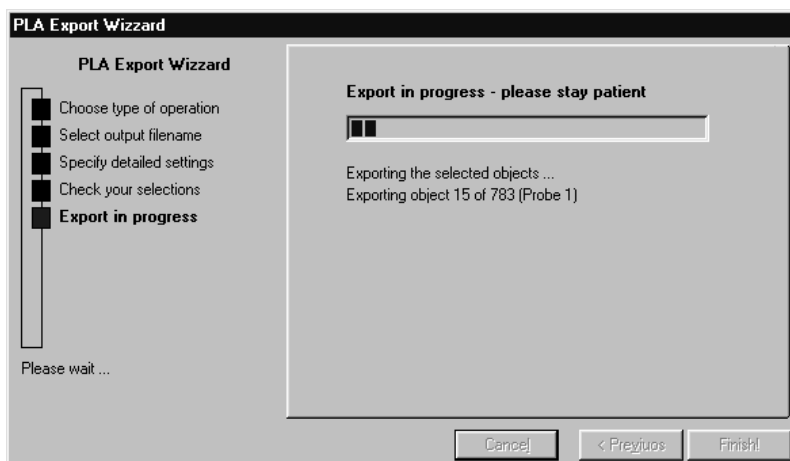 PLA Export Wizzard
PLA Export Wizzard
Choose type of operation
Select output filename
Specify detailed settings
Check your selections
Export in progress
Please wait ...
Export in progress - please stay patient
Exporting the selected objects ...
Exporting object 15 of 783 (Probe 1)
Cancel
< Previuos
Finish!